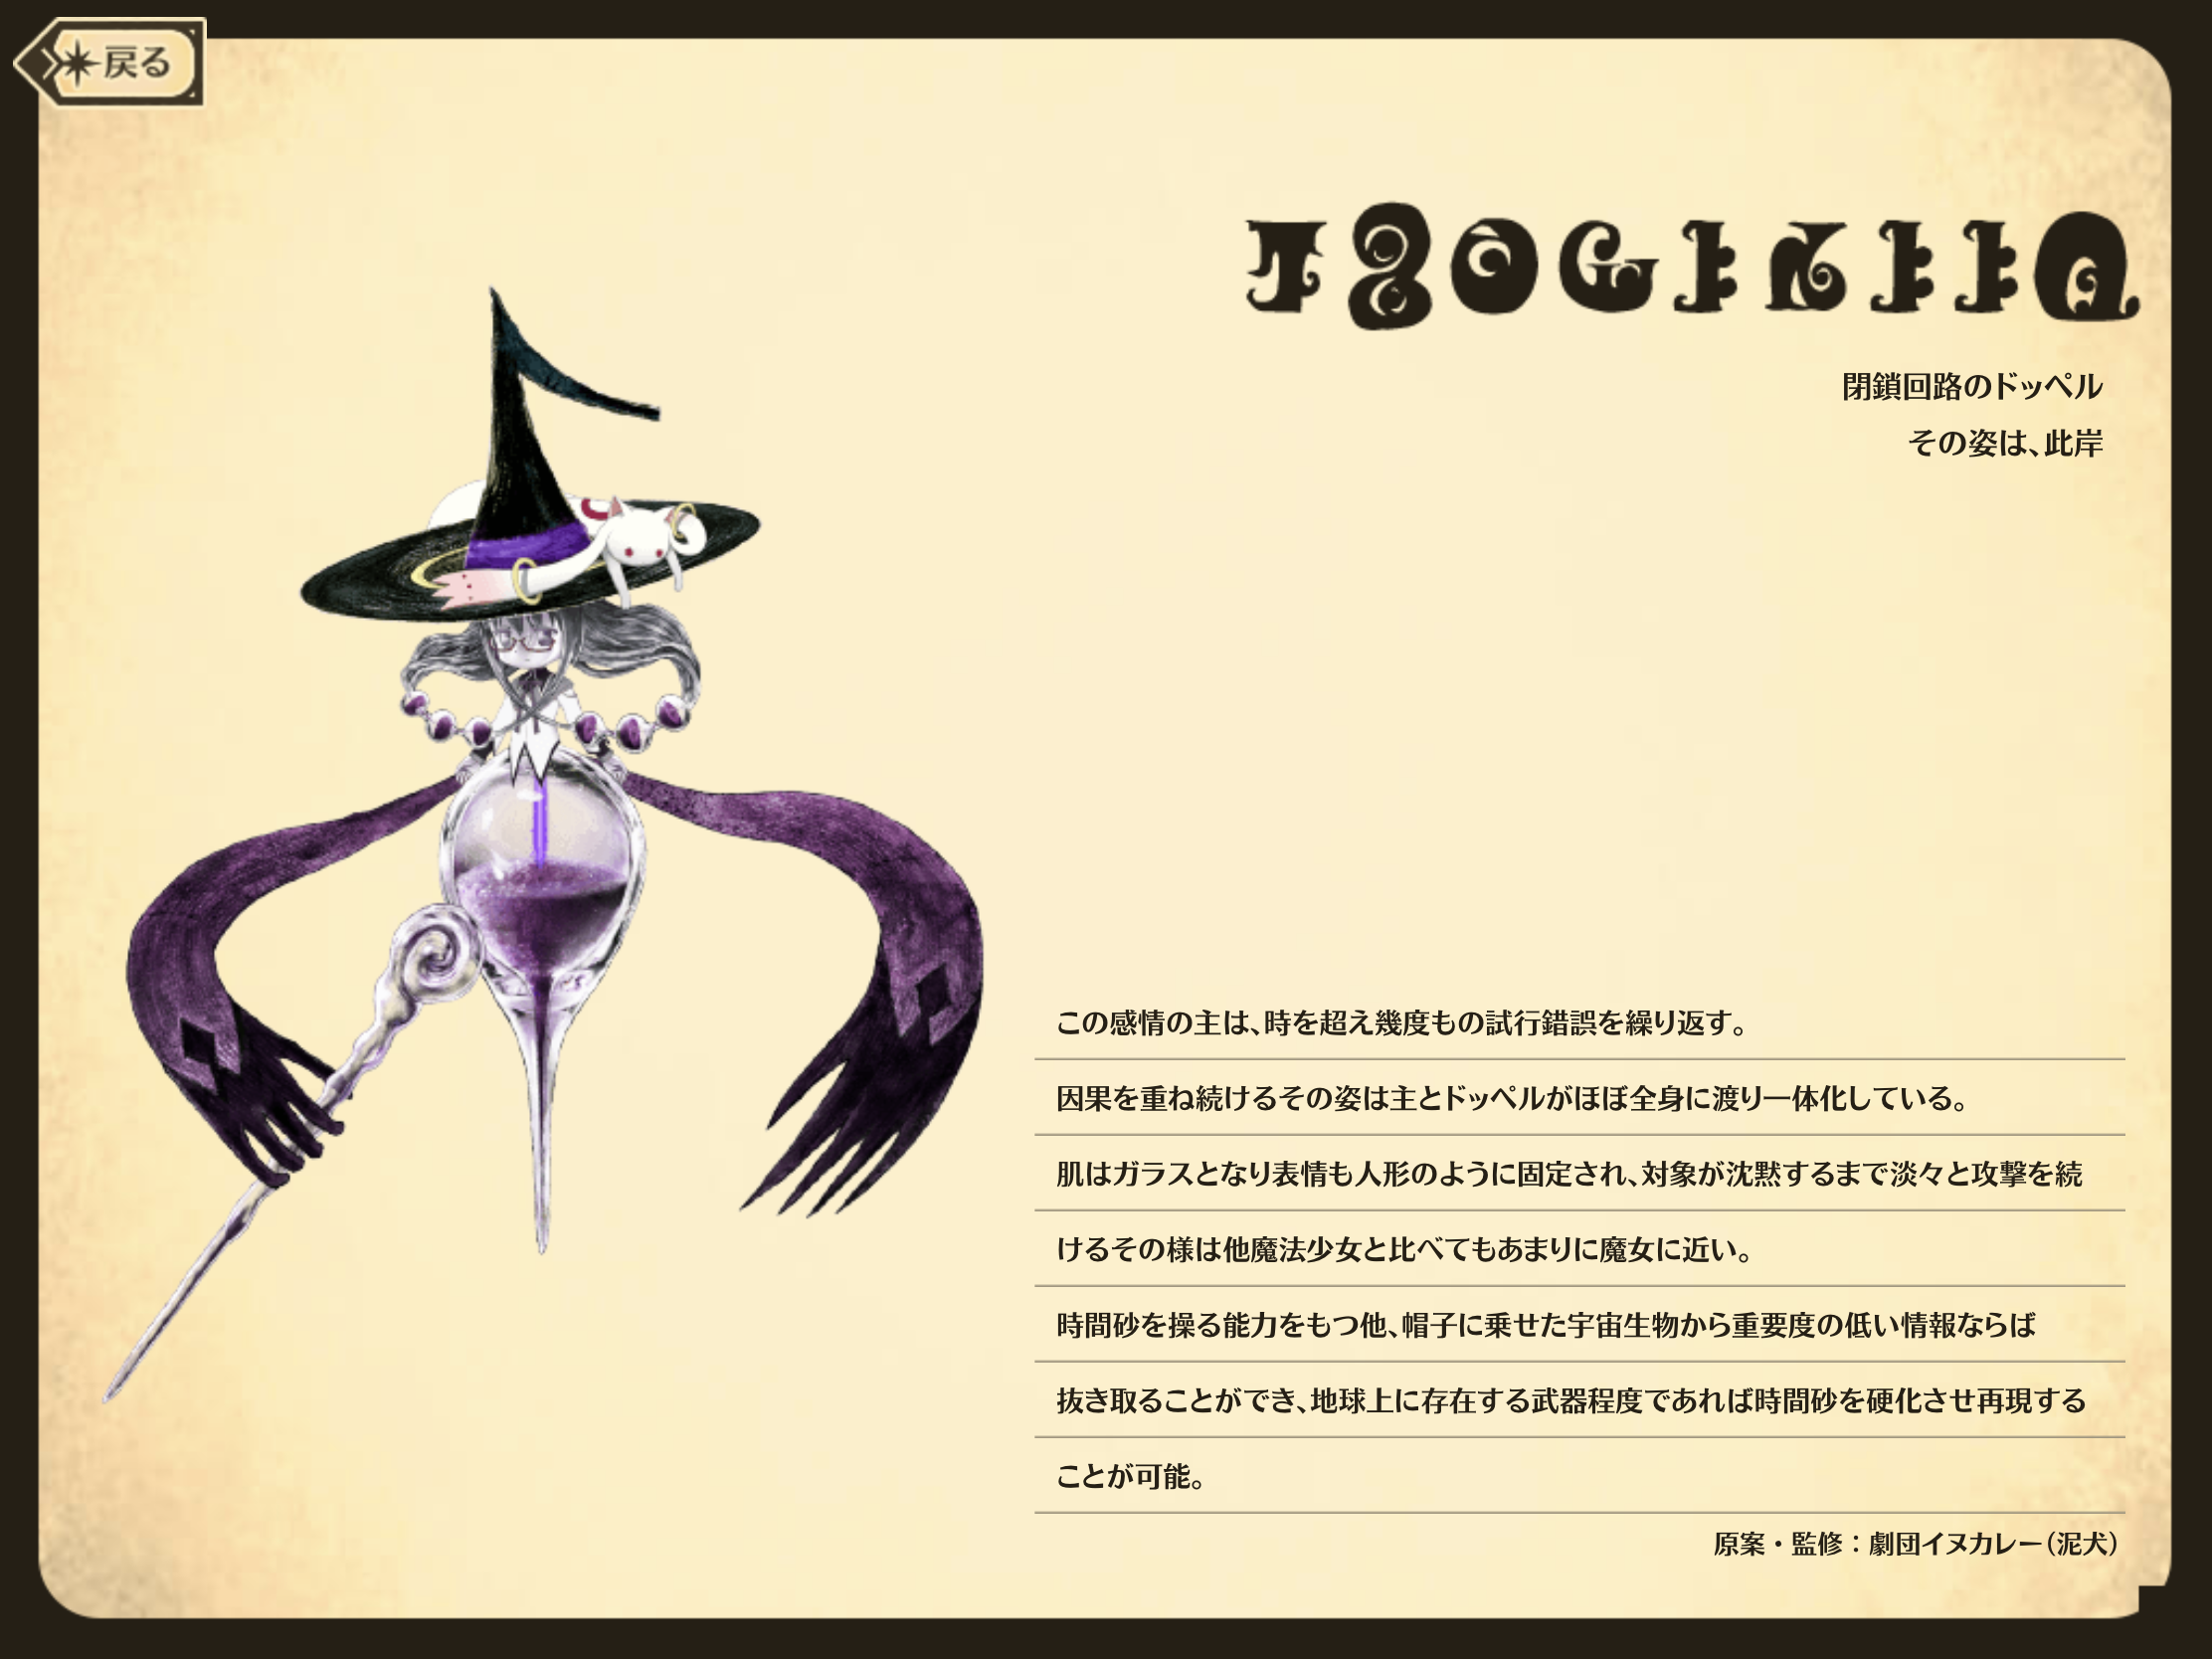 戻る
閉鎖回路のドッペル
その姿は、此岸
この感情の主は、時を超え幾度もの試行錯誤を繰り返す。
因果を重ね続けるその姿は主とドッペルがほぼ全身に渡り一体化している。
肌はガラスとなり表情も人形のように固定され、対象が沈黙するまで淡々と攻撃を続
けるその様は他魔法少女と比べてもあまりに魔女に近い。
時間砂を操る能力をもつ他、帽子に乗せた宇宙生物から重要度の低い情報ならば
抜き取ることができ、地球上に存在する武器程度であれば時間砂を硬化させ再現する
ことが可能。
原案・監修：劇団イヌカレー（泥犬）